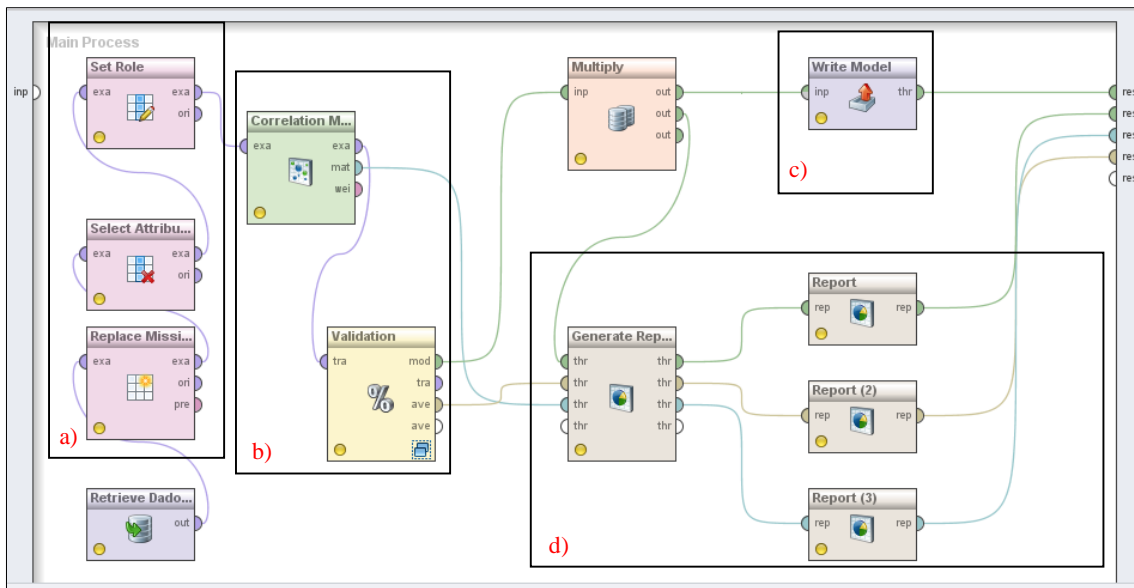 Main Process
inp
Set Role
exa
exa
ori
Select Attribu...
exa
exa
ori
Replace Missi...
exa
exa
ori
pre
a)
Retrieve Dado...
out
Correlation M...
exa
exa
mat
wei
Validation
tra
mod
tra
ave
ave
%
b)
Multiply
inp
out
out
out
Write Model
inp
thr
c)
Generate Rep...
thr
thr
thr
thr
thr
thr
thr
thr
Report
rep
rep
Report (2)
rep
rep
Report (3)
rep
rep
d)
res
res
res
res
res